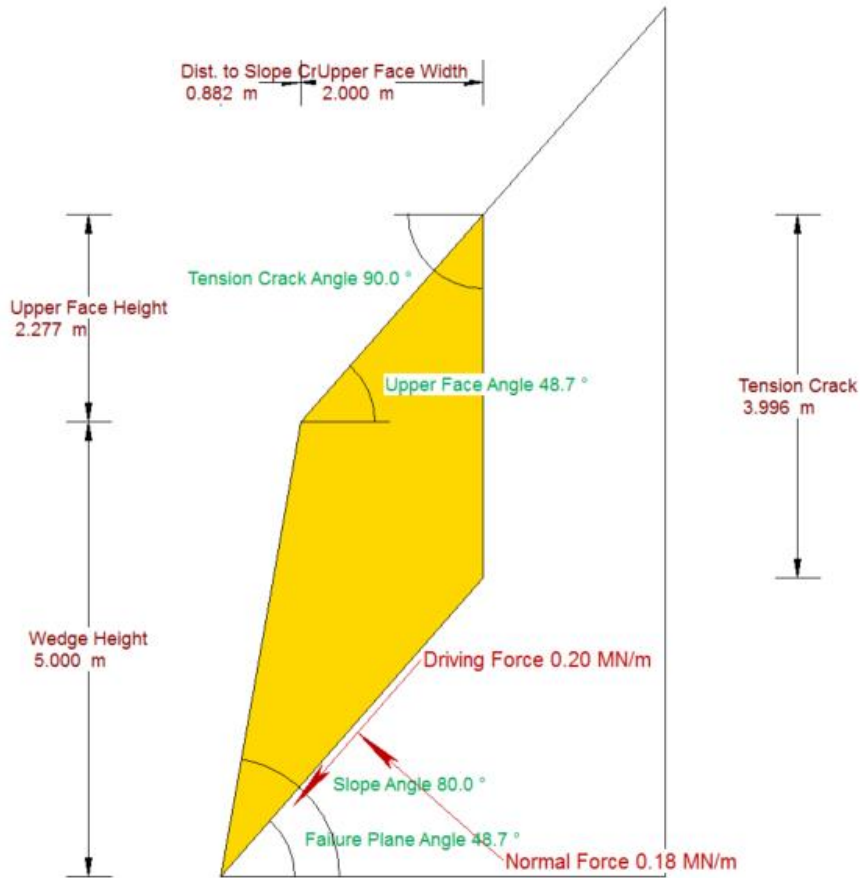 Dist. to Slope CrUpper Face Width
0.882 m
2.000 m
Tension Crack Angle 90.0 °
Upper Face Height
2.277 m
Upper Face Angle 48.7 °
Tension Crack
3.996 m
Wedge Height
5.000 m
Driving Force 0.20 MN/m
Slope Angle 80.0 °
Failure Plane Angle 48.7 °
Normal Force 0.18 MN/m